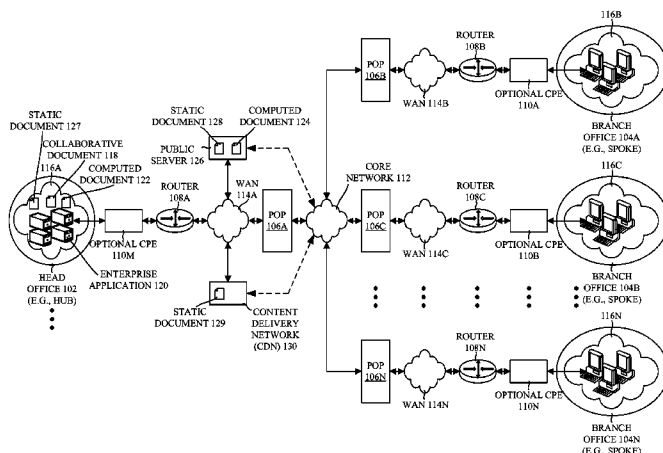 116B
ROUTER
108B
POP
106B
WAN 114B
OPTIONAL CPE
110A
BRANCH
OFFICE 104A
(E.G., SPOKE)
STATIC
DOCUMENT 127
COLLABORATIVE
DOCUMENT 118
116A
COMPUTED
DOCUMENT 122
STATIC
DOCUMENT 128
COMPUTED
DOCUMENT 124
PUBLIC
SERVER 126
ROUTER
108A
WAN
114A
OPTIONAL CPE
110M
POP
106A
CORE
NETWORK 112
HEAD
OFFICE 102
(E.G., HUB)
ENTERPRISE
APPLICATION 120
STATIC
DOCUMENT 129
CONTENT
DELIVERY
NETWORK
(CDN) 130
116C
ROUTER
108C
POP
106C
WAN 114C
OPTIONAL CPE
110B
BRANCH
OFFICE 104B
(E.G., SPOKE)
116N
ROUTER
108N
POP
106N
WAN 114N
OPTIONAL CPE
110N
BRANCH
OFFICE 104N
(E.G., SPOKE)